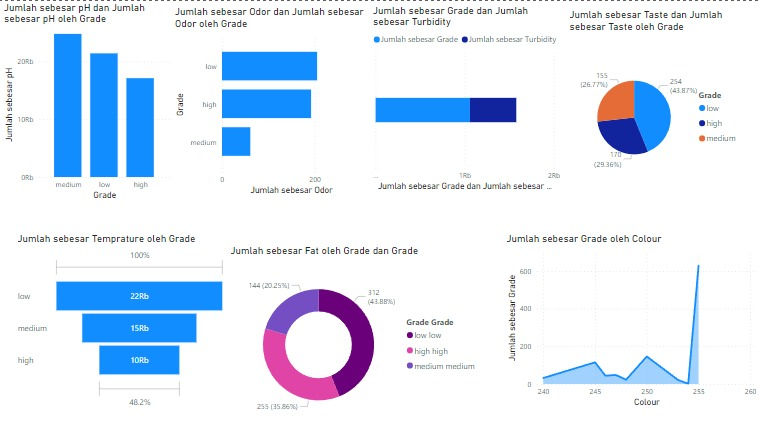 Jumlah sebesar pH dan Jumlah
sebesar pH oleh Grade
Jumlah sebesar pH
20Rb
10Rb
0Rb
medium
low
high
Grade
Jumlah sebesar Odor dan Jumlah sebesar
Odor oleh Grade
Grade
low
high
medium
0
200
Jumlah sebesar Odor
Jumlah sebesar Grade dan Jumlah
sebesar Turbidity
Jumlah sebesar Grade
Jumlah sebesar Turbidity
...
1Rb
2Rb
Jumlah sebesar Grade dan Jumlah sebesar ...
Jumlah sebesar Taste dan Jumlah
sebesar Taste oleh Grade
155
(26.77%)
254
(43.87%)
170
(29.36%)
Grade
low
high
medium
Jumlah sebesar Temprature oleh Grade
100%
low
22Rb
medium
15Rb
high
10Rb
48.2%
Jumlah sebesar Fat oleh Grade dan Grade
144 (20.25%)
312
(43.88%)
255 (35.86%)
Grade Grade
low low
high high
medium medium
Jumlah sebesar Grade oleh Colour
Jumlah sebesar Grade
600
400
200
0
240
245
250
255
260
Colour